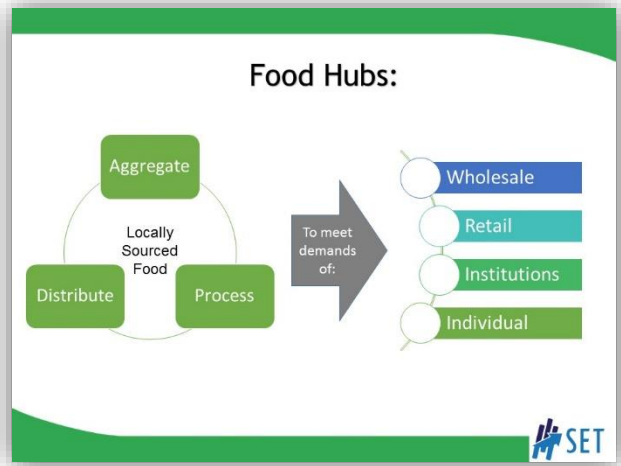 Food Hubs:
Aggregate
Locally
Sourced
Food
Distribute
Process
To meet
demands
of:
Wholesale
Retail
Institutions
Individual
SET